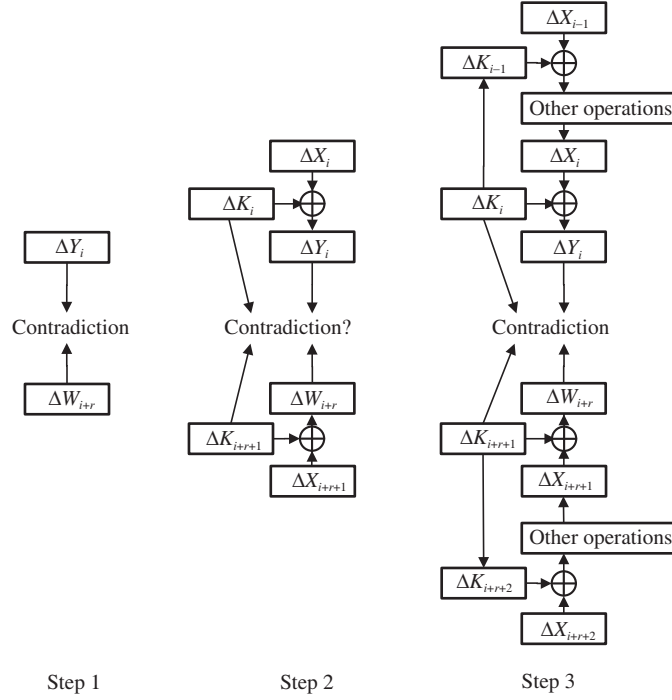 ΔY_i
Contradiction
ΔW_{i+r}
Step 1
ΔX_i
ΔK_i
ΔY_i
Contradiction?
ΔW_{i+r}
ΔK_{i+r+1}
ΔX_{i+r+1}
Step 2
ΔX_{i−1}
ΔK_{i−1}
Other operations
ΔX_i
ΔK_i
ΔY_i
Contradiction
ΔW_{i+r}
ΔK_{i+r+1}
ΔX_{i+r+1}
Other operations
ΔK_{i+r+2}
ΔX_{i+r+2}
Step 3